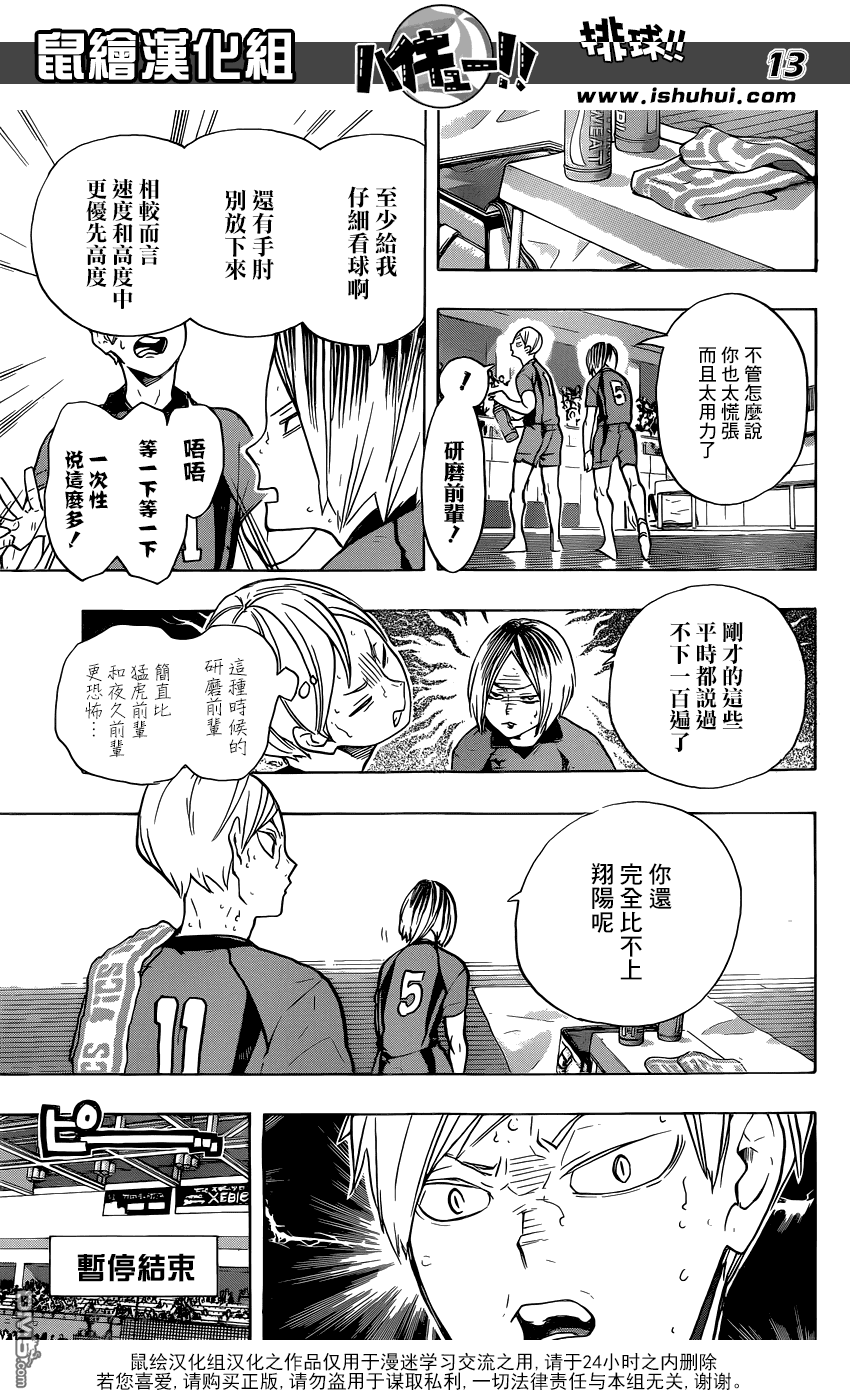 鼠繪漢化組
ハイキュー!!
排球!!
13
www.ishuhui.com
SWEAT
不管怎麼說
你也太慌張
而且太用力了
5
！
研磨前輩！
至少給我
仔細看球啊
還有手肘
別放下來
相較而言
速度和高度中
更優先高度
唔唔
等一下等一下
一次性
说這麼多！
1
剛才的這些
平時都説過
不下一百遍了
這種時候的
研磨前輩
簡直比
猛虎前輩
和夜久前輩
更恐怖…
你還
完全比不上
翔陽呢
11
5
ピー
XEBIO
暫停結束
鼠绘汉化组汉化之作品仅用于漫迷学习交流之用, 请于24小时之内删除
若您喜爱, 请购买正版, 请勿盗用于谋取私利, 一切法律责任与本组无关, 谢谢。